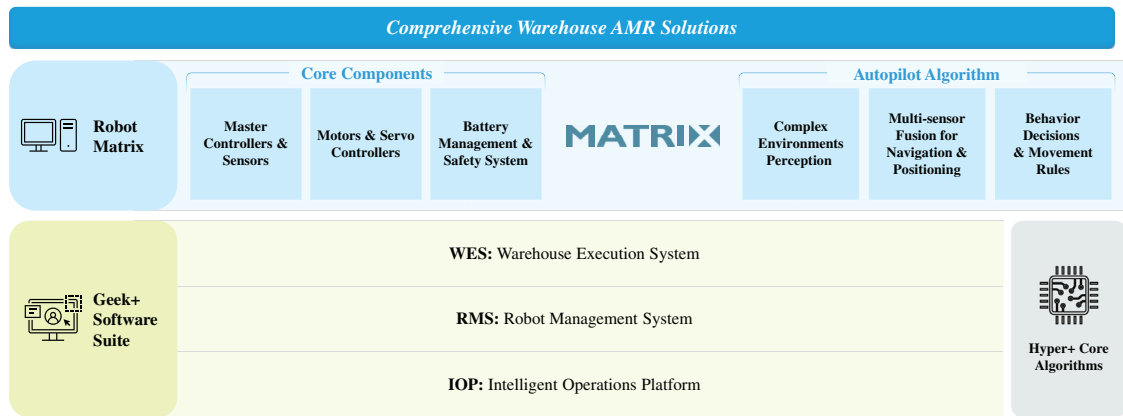 Comprehensive Warehouse AMR Solutions
Robot
Matrix
Core Components
Master
Controllers &
Sensors
Motors & Servo
Controllers
Battery
Management &
Safety System
MATRIX
Autopilot Algorithm
Complex
Environments
Perception
Multi-sensor
Fusion for
Navigation &
Positioning
Behavior
Decisions
& Movement
Rules
Geek+
Software
Suite
WES: Warehouse Execution System
RMS: Robot Management System
IOP: Intelligent Operations Platform
Hyper+ Core
Algorithms